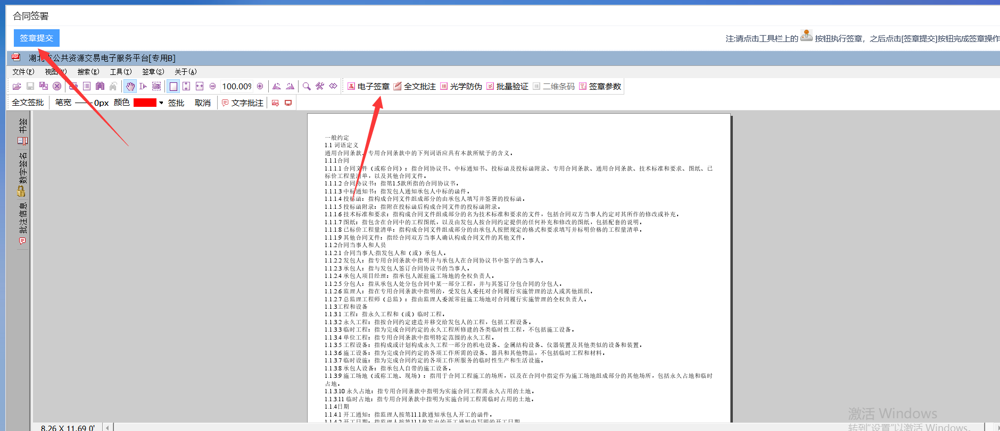 合同签署
签章提交
注:请点击工具栏上的 按钮执行签章，之后点击[签章提交]按钮完成签章操作
湖北省公共资源交易电子服务平台[专用B]
文件(F) 视图(V) 搜索(E) 工具(T) 签章(S) 关于(A)
100.00% 电子签章 全文批注 光学防伪 批量验证 二维条码 签章参数
全文签批 笔宽 0px 颜色 签批 取消 文字批注
书签
数字签名
批注信息
一般约定
1.1 词语定义
通用合同条款、专用合同条款中的下列词语应具有本款所赋予的含义。
1.1.1合同
1.1.1.1 合同文件（或称合同）：指合同协议书、中标通知书、投标函及投标函附录、专用合同条款、通用合同条款、技术标准和要求、图纸、已
标价工程量清单，以及其他合同文件。
1.1.1.2 合同协议书：指第1.5款所指的合同协议书。
1.1.1.3 中标通知书：指发包人通知承包人中标的函件。
1.1.1.4 投标函：指构成合同文件组成部分的由承包人填写并签署的投标函。
1.1.1.5 投标函附录：指附在投标函后构成合同文件的投标函附录。
1.1.1.6 技术标准和要求：指构成合同文件组成部分的名为技术标准和要求的文件，包括合同双方当事人约定对其所作的修改或补充。
1.1.1.7 图纸：指包含在合同中的工程图纸，以及由发包人按合同约定提供的任何补充和修改的图纸，包括配套的说明。
1.1.1.8 已标价工程量清单：指构成合同文件组成部分的由承包人按照规定的格式和要求填写并标明价格的工程量清单。
1.1.1.9 其他合同文件：指经合同双方当事人确认构成合同文件的其他文件。
1.1.2合同当事人和人员
1.1.2.1 合同当事人:指发包人和（或）承包人。
1.1.2.2 发包人：指专用合同条款中指明并与承包人在合同协议书中签字的当事人。
1.1.2.3 承包人：指与发包人签订合同协议书的当事人。
1.1.2.4 承包人项目经理：指承包人派驻施工场地的全权负责人。
1.1.2.5 分包人：指从承包人处分包合同中某一部分工程，并与其签订分包合同的分包人。
1.1.2.6 监理人：指在专用合同条款中指明的，受发包人委托对合同履行实施管理的法人或其他组织。
1.1.2.7 总监理工程师（总监）：指由监理人委派常驻施工场地对合同履行实施管理的全权负责人。
1.1.3工程和设备
1.1.3.1 工程：指永久工程和（或）临时工程。
1.1.3.2 永久工程：指按合同约定建造并移交给发包人的工程，包括工程设备。
1.1.3.3 临时工程：指为完成合同约定的永久工程所修建的各类临时性工程，不包括施工设备。
1.1.3.4 单位工程：指专用合同条款中指明特定范围的永久工程。
1.1.3.5 工程设备：指构成或计划构成永久工程一部分的机电设备、金属结构设备、仪器装置及其他类似的设备和装置。
1.1.3.6 施工设备：指为完成合同约定的各项工作所需的设备、器具和其他物品，不包括临时工程和材料。
1.1.3.7 临时设施：指为完成合同约定的各项工作所服务的临时性生产和生活设施。
1.1.3.8 承包人设备：指承包人自带的施工设备。
1.1.3.9 施工场地（或称工地、现场）：指用于合同工程施工的场所，以及在合同中指定作为施工场地组成部分的其他场所，包括永久占地和临时
占地。
1.1.3.10 永久占地：指专用合同条款中指明为实施合同工程需永久占用的土地。
1.1.3.11 临时占地：指专用合同条款中指明为实施合同工程需临时占用的土地。
1.1.4日期
1.1.4.1 开工通知：指监理人按第11.1款通知承包人开工的函件。
1.1.4.2 开工日期：指监理人按第11.1款发出的开工通知中写明的开工日期
激活 Windows
转到"设置"以激活 Windows。
8.26 X 11.69 0'